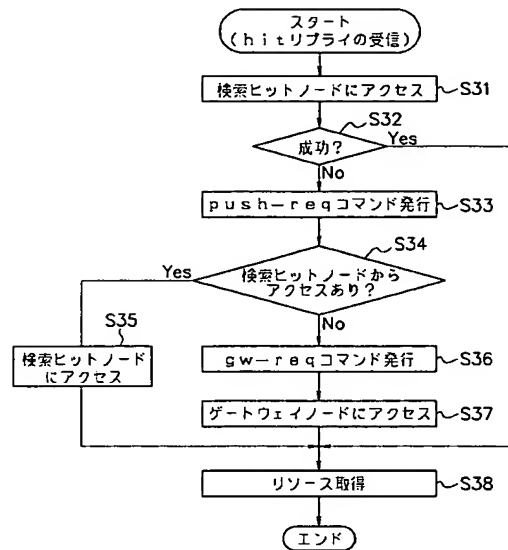 スタート
(hitリプライの受信)
検索ヒットノードにアクセス
S31
S32
成功?
Yes
No
push-reqコマンド発行
S33
S34
Yes
検索ヒットノードから
アクセスあり?
No
S35
検索ヒットノード
にアクセス
gw-reqコマンド発行
S36
ゲートウェイノードにアクセス
S37
リソース取得
S38
エンド